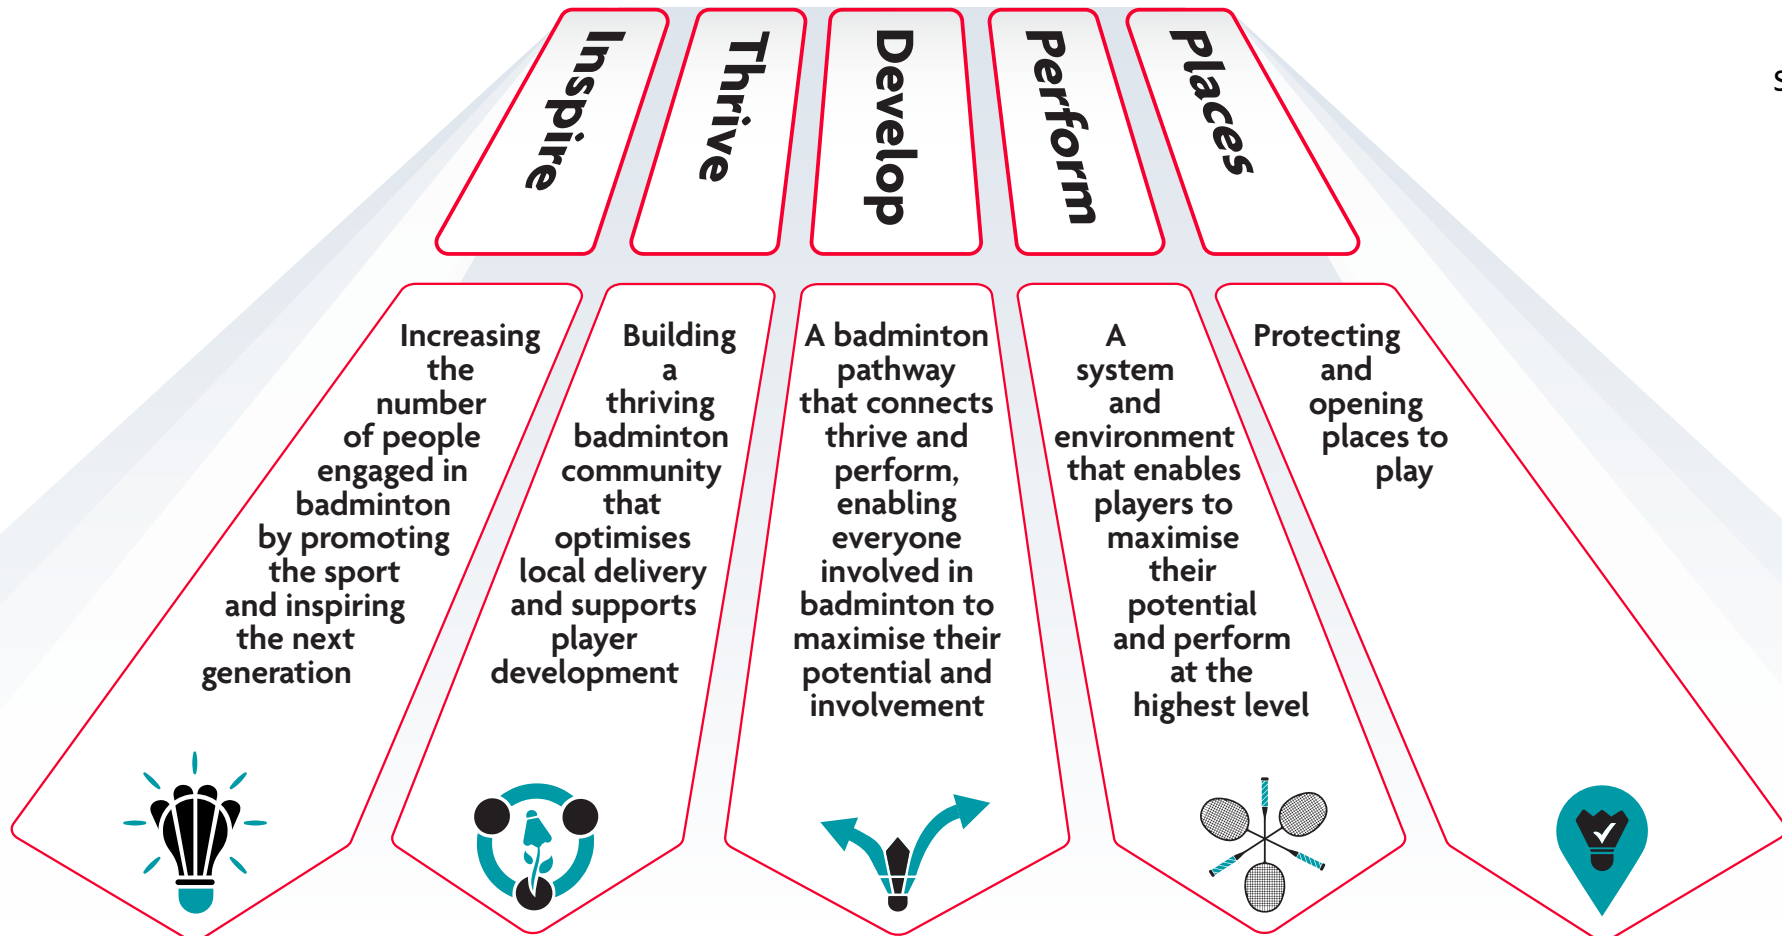 Inspire
Thrive
Develop
Perform
Places
S
Increasing
the
number
of people
engaged in
badminton
by promoting
the sport
and inspiring
the next
generation
Building
a
thriving
badminton
community
that
optimises
local delivery
and supports
player
development
A badminton
pathway
that connects
thrive and
perform,
enabling
everyone
involved in
badminton to
maximise their
potential and
involvement
A
system
and
environment
that enables
players to
maximise
their
potential
and perform
at the
highest level
Protecting
and
opening
places to
play